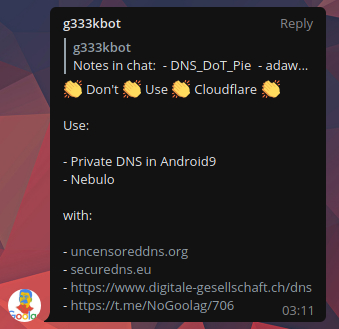 g333kbot Reply
g333kbot
Notes in chat: - DNS_DoT_Pie - adaw...
👏 Don't 👏 Use 👏 Cloudflare 👏
Use:
- Private DNS in Android9
- Nebulo
with:
- uncensoreddns.org
- securedns.eu
- https://www.digitale-gesellschaft.ch/dns
- https://t.me/NoGoolag/706
03:11